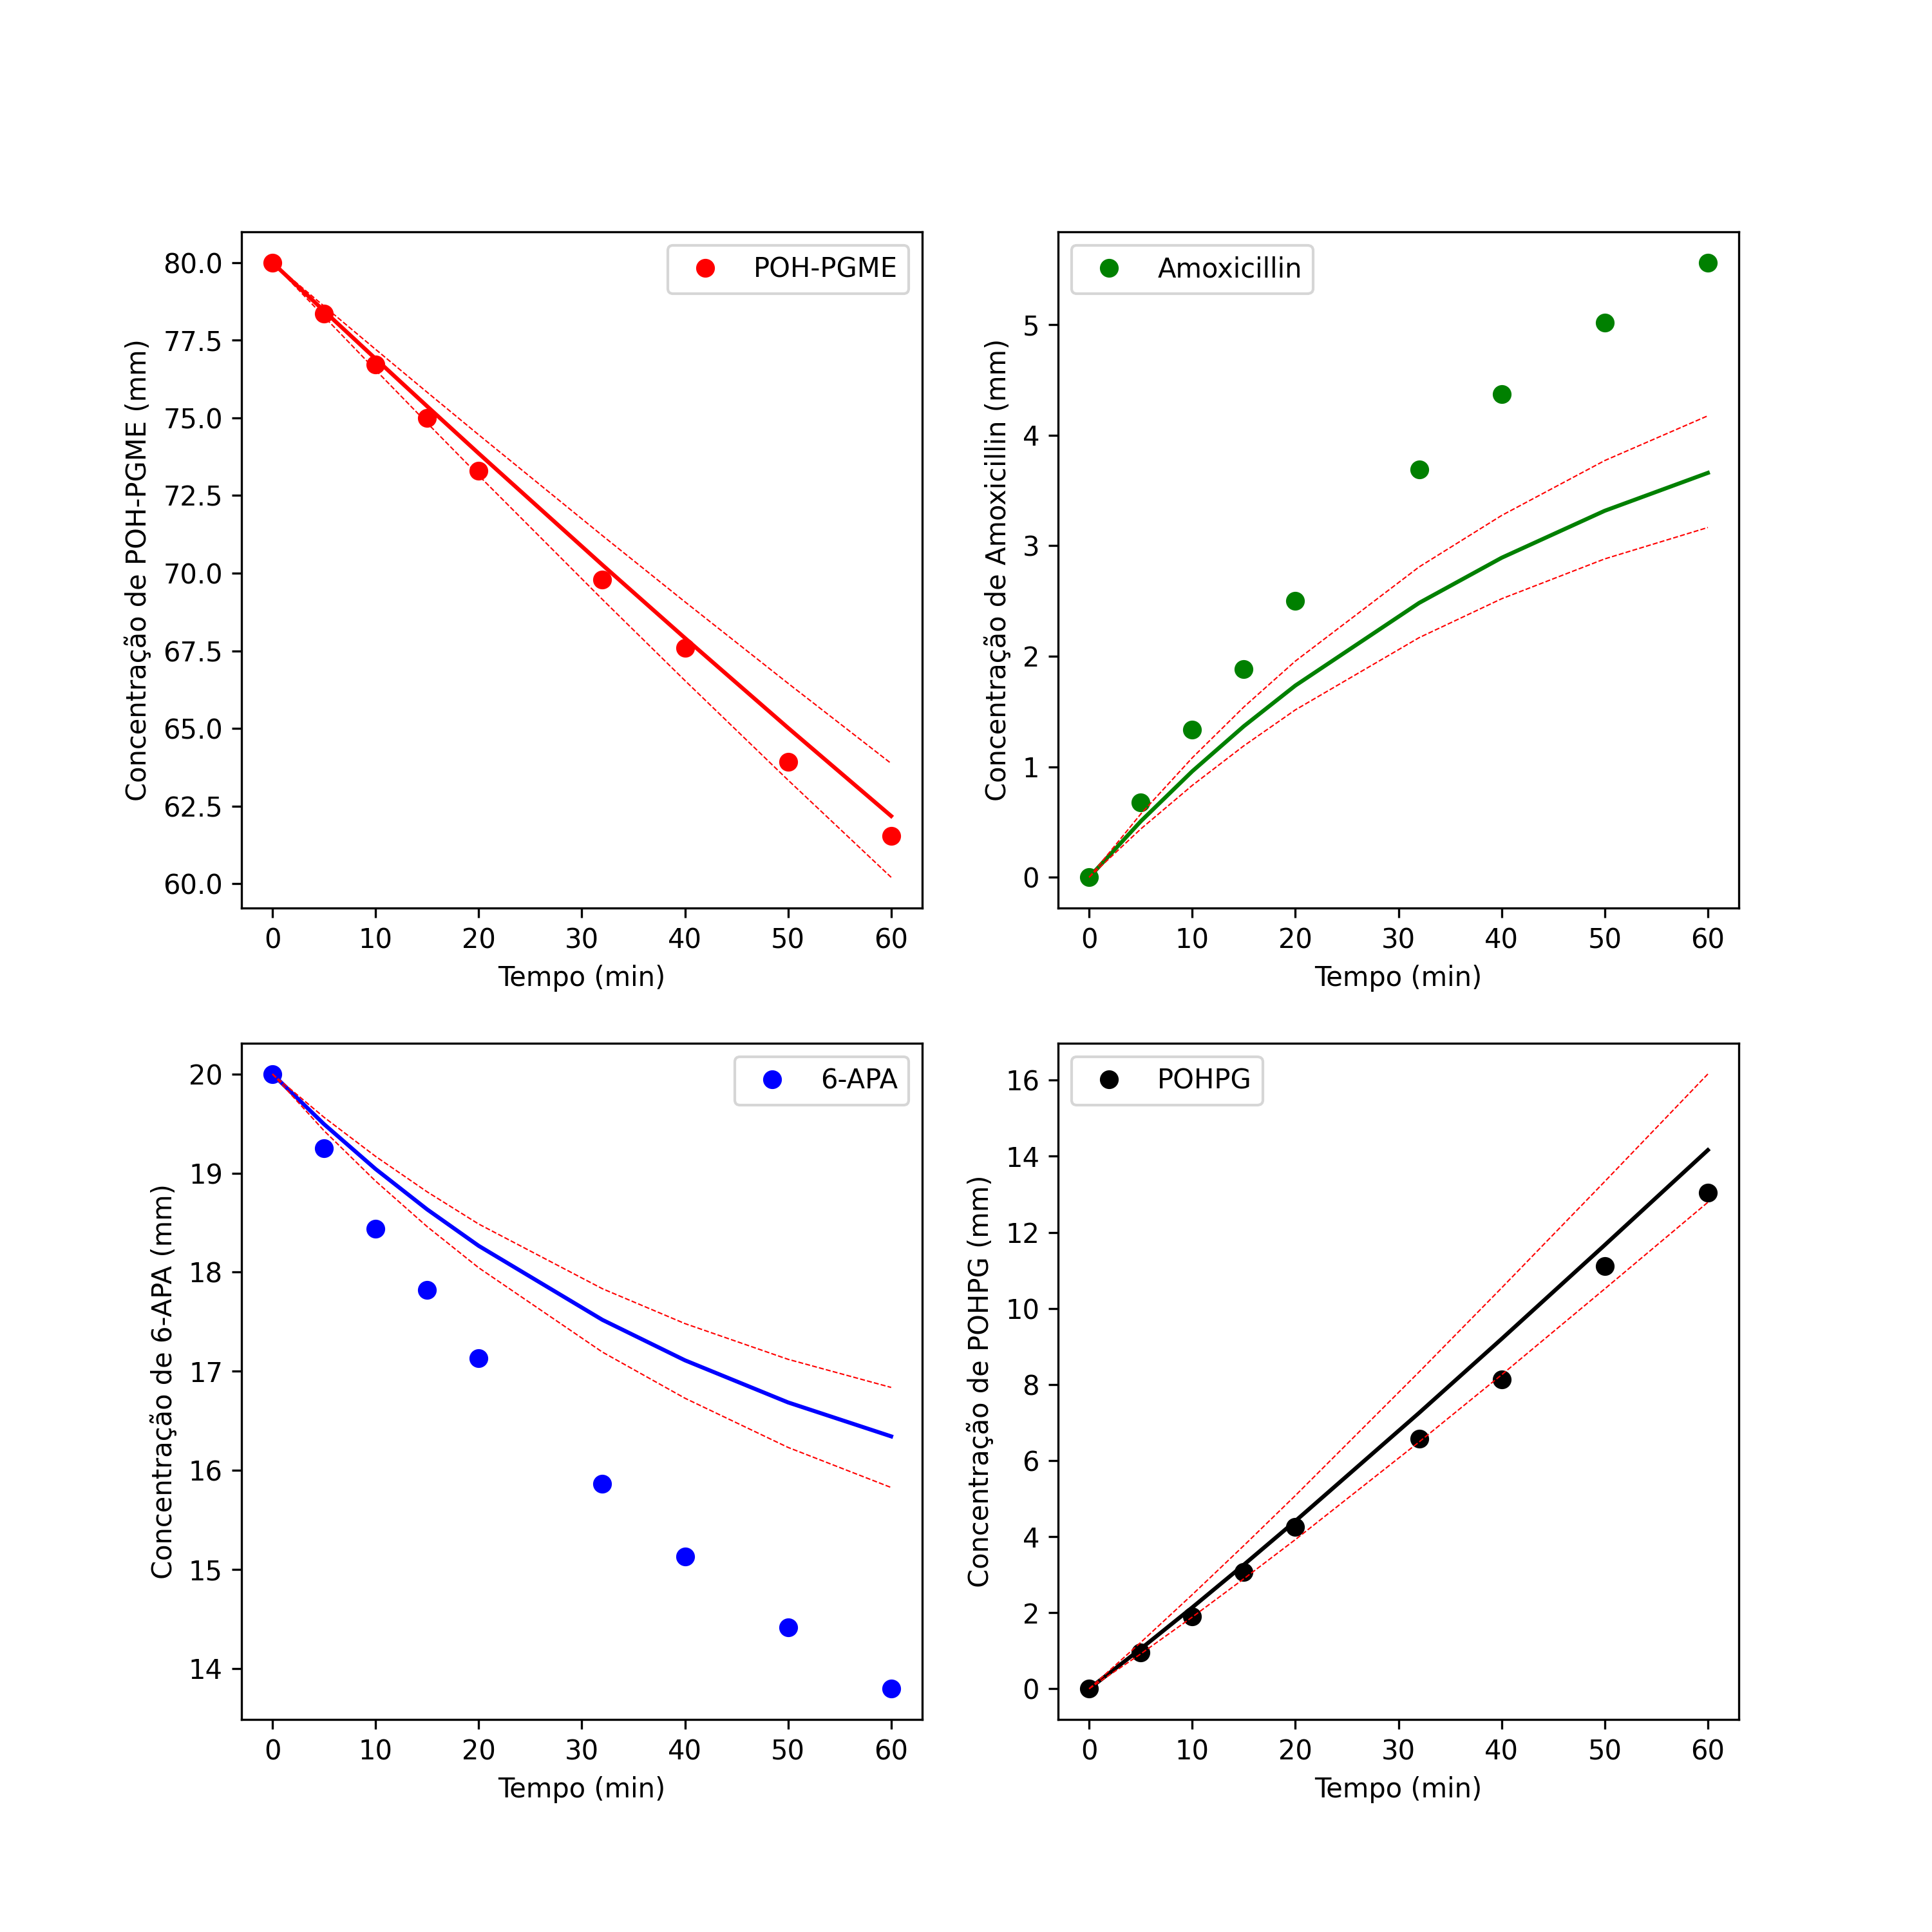 POH-PGME
Concentração de POH-PGME (mm)
80.0
77.5
75.0
72.5
70.0
67.5
65.0
62.5
60.0
0 10 20 30 40 50 60
Tempo (min)
Amoxicillin
Concentração de Amoxicillin (mm)
5
4
3
2
1
0
0 10 20 30 40 50 60
Tempo (min)
6-APA
Concentração de 6-APA (mm)
20
19
18
17
16
15
14
0 10 20 30 40 50 60
Tempo (min)
POHPG
Concentração de POHPG (mm)
16
14
12
10
8
6
4
2
0
0 10 20 30 40 50 60
Tempo (min)